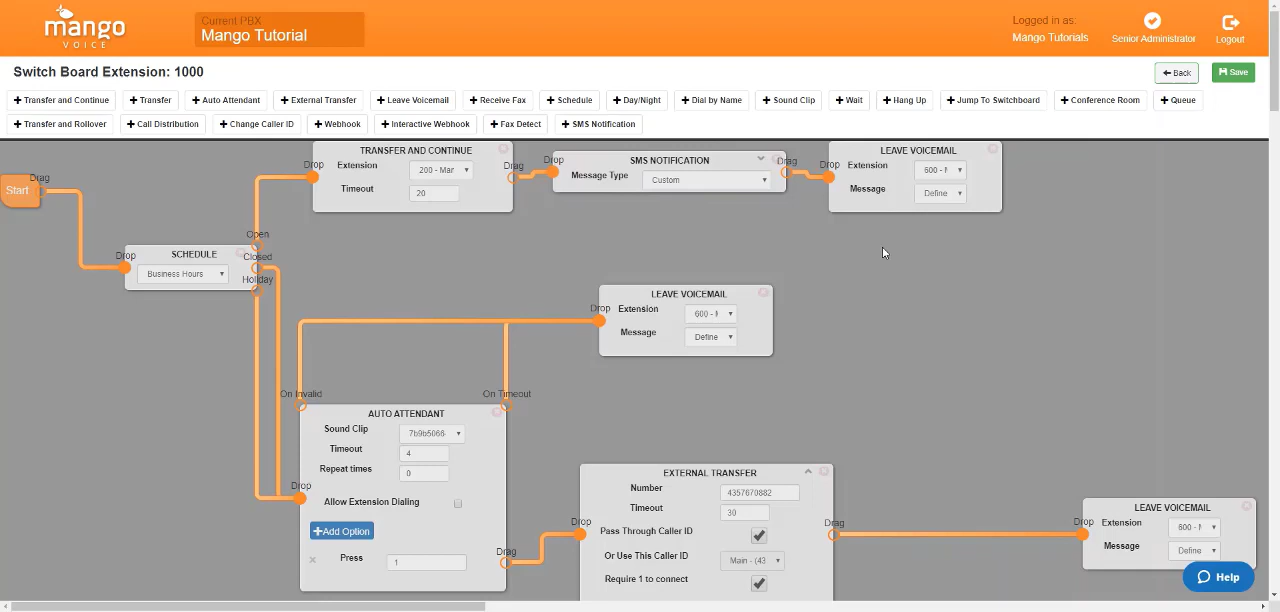 mango
VOICE
Current PBX
Mango Tutorial
Logged in as:
Mango Tutorials
Senior Administrator
Logout
Switch Board Extension: 1000
Back
Save
+ Transfer and Continue
+ Transfer
+ Auto Attendant
+ External Transfer
+ Leave Voicemail
+ Receive Fax
+ Schedule
+ Day/Night
+ Dial by Name
+ Sound Clip
+ Wait
+ Hang Up
+ Jump To Switchboard
+ Conference Room
+ Queue
+ Transfer and Rollover
+ Call Distribution
+ Change Caller ID
+ Webhook
+ Interactive Webhook
+ Fax Detect
+ SMS Notification
Start
Drag
Drop
SCHEDULE
Business Hours
Open
Closed
Holiday
Drop
TRANSFER AND CONTINUE
Extension
200 - Mar
Timeout
20
Drag
Drop
SMS NOTIFICATION
Message Type
Custom
Drag
Drop
LEAVE VOICEMAIL
Extension
600 -
Message
Define
Drop
LEAVE VOICEMAIL
Extension
600 -
Message
Define
On Invalid
On Timeout
Drop
AUTO ATTENDANT
Sound Clip
7b9b5066-
Timeout
4
Repeat times
0
Allow Extension Dialing
+Add Option
Press
1
Drag
Drop
EXTERNAL TRANSFER
Number
4357670882
Timeout
30
Pass Through Caller ID
Or Use This Caller ID
Main - (43
Require 1 to connect
Drag
Drop
LEAVE VOICEMAIL
Extension
600 -
Message
Define
Help